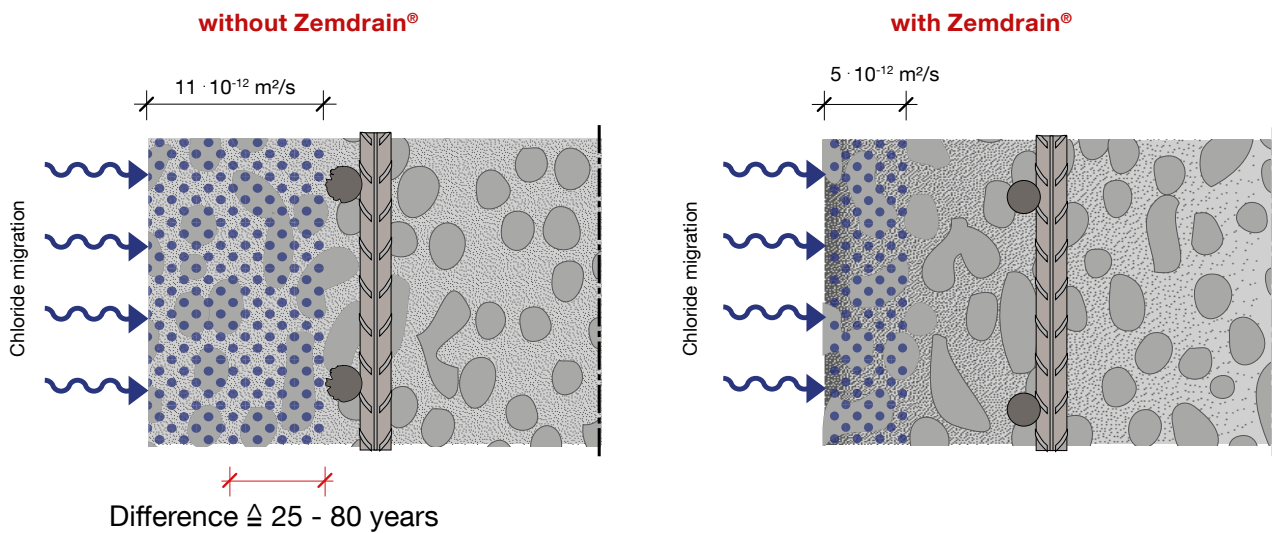 without Zemdrain®
with Zemdrain®
11 · 10⁻¹² m²/s
5 · 10⁻¹² m²/s
Chloride migration
Chloride migration
Difference ≙ 25 - 80 years